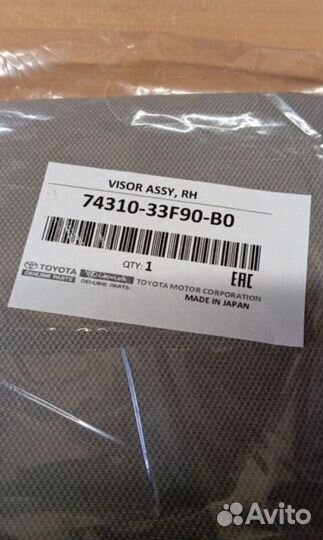 VISOR ASSY, RH
74310-33F90-B0
QTY: 1
TOYOTA
GENUINE PARTS
LEXUS
GENUINE PARTS
TOYOTA MOTOR CORPORATION
MADE IN JAPAN
EAC
Avito